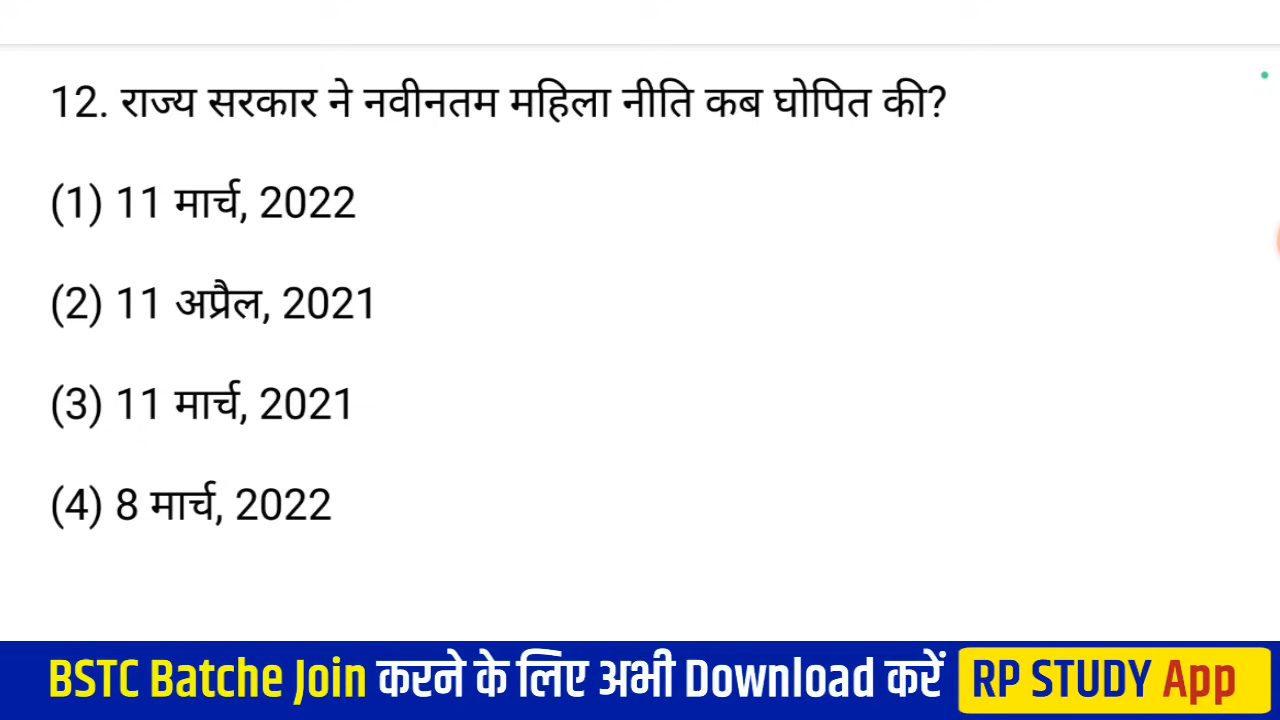 12. राज्य सरकार ने नवीनतम महिला नीति कब घोपित की?
(1) 11 मार्च, 2022
(2) 11 अप्रैल, 2021
(3) 11 मार्च, 2021
(4) 8 मार्च, 2022
BSTC Batche Join करने के लिए अभी Download करें RP STUDY App